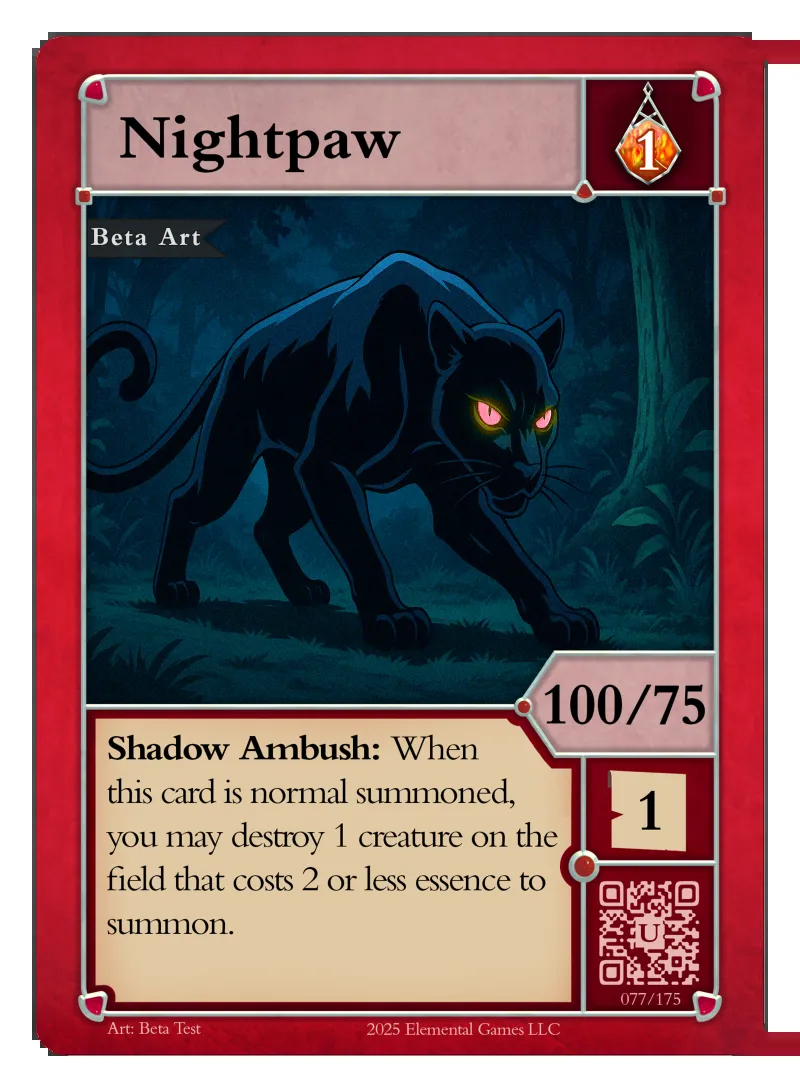 Nightpaw
1
Beta Art
100/75
Shadow Ambush: When
this card is normal summoned,
you may destroy 1 creature on the
field that costs 2 or less essence to
summon.
1
U
077/175
Art: Beta Test
2025 Elemental Games LLC